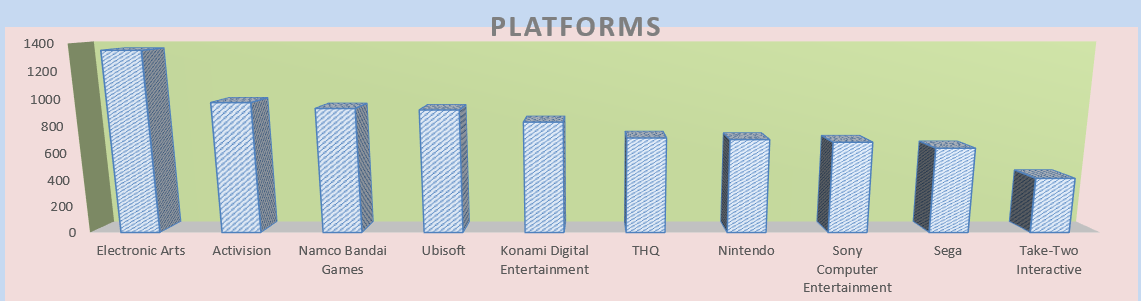 PLATFORMS
1400
1200
1000
800
600
400
200
0
Electronic Arts
Activision
Namco Bandai
Games
Ubisoft
Konami Digital
Entertainment
THQ
Nintendo
Sony
Computer
Entertainment
Sega
Take-Two
Interactive